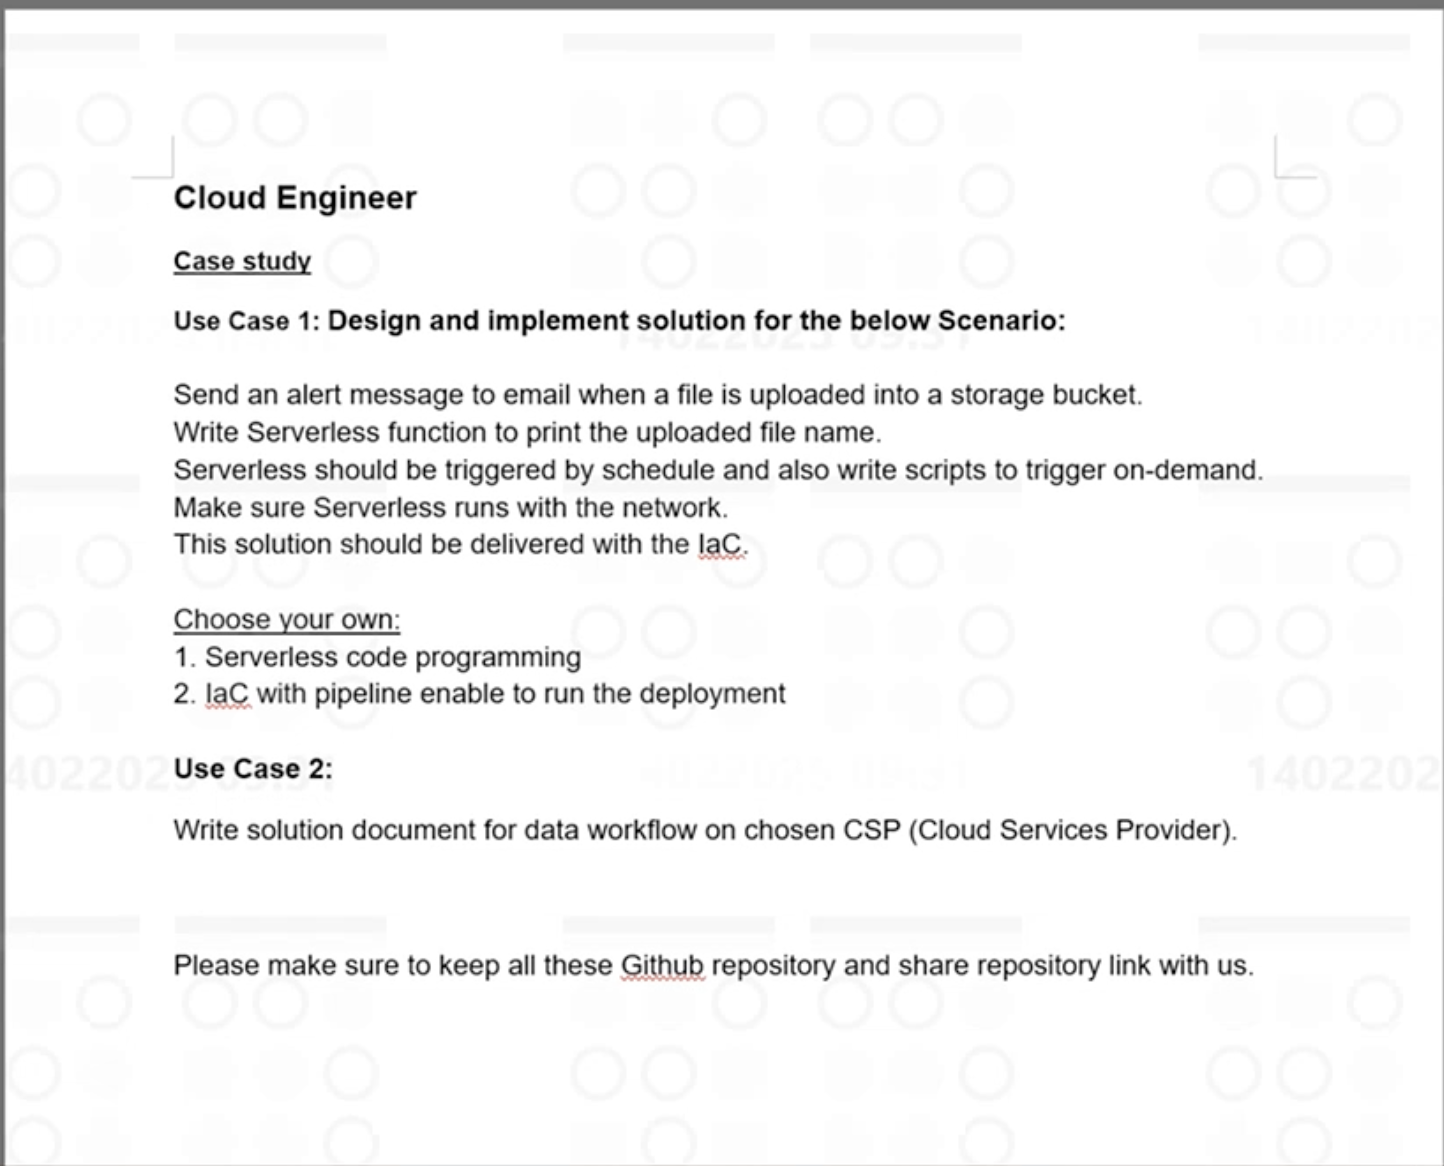 Cloud Engineer
Case study
Use Case 1: Design and implement solution for the below Scenario:
Send an alert message to email when a file is uploaded into a storage bucket.
Write Serverless function to print the uploaded file name.
Serverless should be triggered by schedule and also write scripts to trigger on-demand.
Make sure Serverless runs with the network.
This solution should be delivered with the IaC.
Choose your own:
1. Serverless code programming
2. IaC with pipeline enable to run the deployment
Use Case 2:
Write solution document for data workflow on chosen CSP (Cloud Services Provider).
Please make sure to keep all these Github repository and share repository link with us.